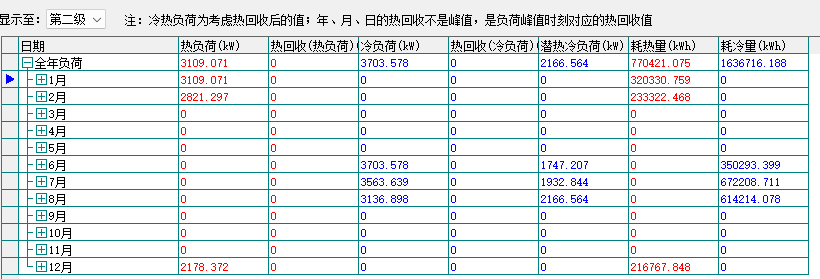 显示至: 第二级 注: 冷热负荷为考虑热回收后的值; 年、月、日的热回收不是峰值, 是负荷峰值时刻对应的热回收值
日期 热负荷(kW) 热回收(热负荷)( 冷负荷(kW) 热回收(冷负荷)( 潜热冷负荷(kW) 耗热量(kWh) 耗冷量(kWh)
全年负荷 3109.071 0 3703.578 0 2166.564 770421.075 1636716.188
1月 3109.071 0 0 0 0 320330.759 0
2月 2821.297 0 0 0 0 233322.468 0
3月 0 0 0 0 0 0 0
4月 0 0 0 0 0 0 0
5月 0 0 0 0 0 0 0
6月 0 0 3703.578 0 1747.207 0 350293.399
7月 0 0 3563.639 0 1932.844 0 672208.711
8月 0 0 3136.898 0 2166.564 0 614214.078
9月 0 0 0 0 0 0 0
10月 0 0 0 0 0 0 0
11月 0 0 0 0 0 0 0
12月 2178.372 0 0 0 0 216767.848 0